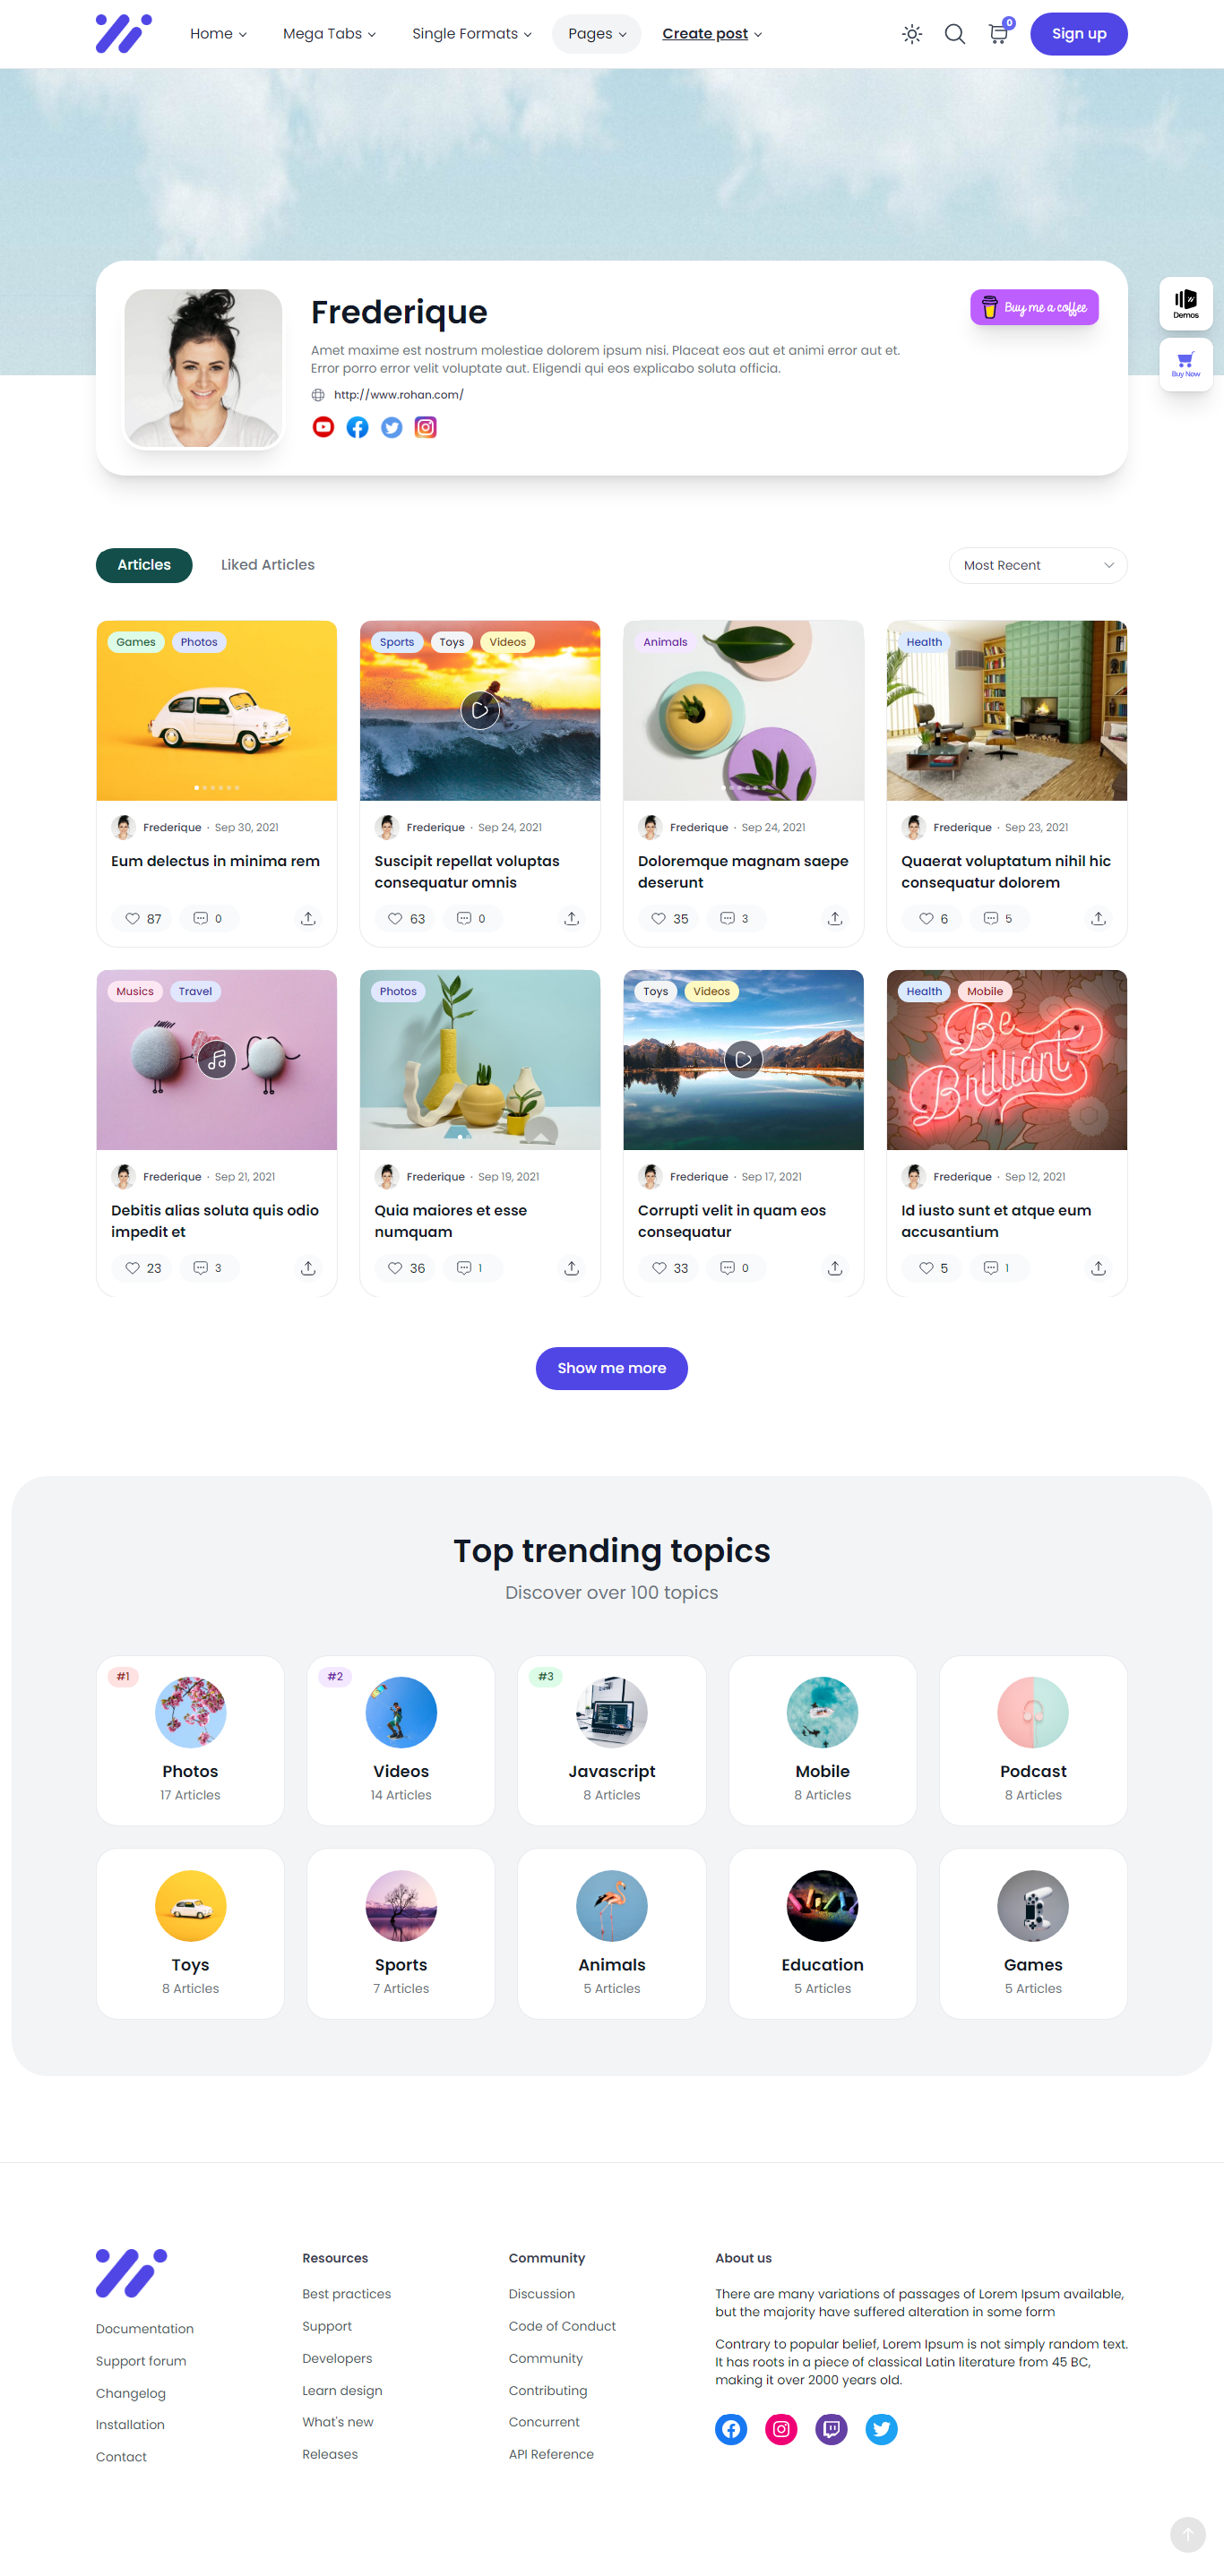 Home
Mega Tabs
Single Formats
Pages
Create post
0
Sign up
Frederique
Amet maxime est nostrum molestiae dolorem ipsum nisi. Placeat eos aut et animi error aut et.
Error porro error velit voluptate aut. Eligendi qui eos explicabo soluta officia.
http://www.rohan.com/
Buy me a coffee
Demos
Buy Now
Articles
Liked Articles
Most Recent
Games
Photos
Frederique · Sep 30, 2021
Eum delectus in minima rem
87
0
Sports
Toys
Videos
Frederique · Sep 24, 2021
Suscipit repellat voluptas
consequatur omnis
63
0
Animals
Frederique · Sep 24, 2021
Doloremque magnam saepe
deserunt
35
3
Health
Frederique · Sep 23, 2021
Quaerat voluptatum nihil hic
consequatur dolorem
6
5
Musics
Travel
Frederique · Sep 21, 2021
Debitis alias soluta quis odio
impedit et
23
3
Photos
Frederique · Sep 19, 2021
Quia maiores et esse
numquam
36
1
Toys
Videos
Frederique · Sep 17, 2021
Corrupti velit in quam eos
consequatur
33
0
Health
Mobile
Be
Brilliant
Frederique · Sep 12, 2021
Id iusto sunt et atque eum
accusantium
5
1
Show me more
Top trending topics
Discover over 100 topics
#1
Photos
17 Articles
#2
Videos
14 Articles
#3
Javascript
8 Articles
Mobile
8 Articles
Podcast
8 Articles
Toys
8 Articles
Sports
7 Articles
Animals
5 Articles
Education
5 Articles
Games
5 Articles
Documentation
Support forum
Changelog
Installation
Contact
Resources
Best practices
Support
Developers
Learn design
What's new
Releases
Community
Discussion
Code of Conduct
Community
Contributing
Concurrent
API Reference
About us
There are many variations of passages of Lorem Ipsum available,
but the majority have suffered alteration in some form
Contrary to popular belief, Lorem Ipsum is not simply random text.
It has roots in a piece of classical Latin literature from 45 BC,
making it over 2000 years old.